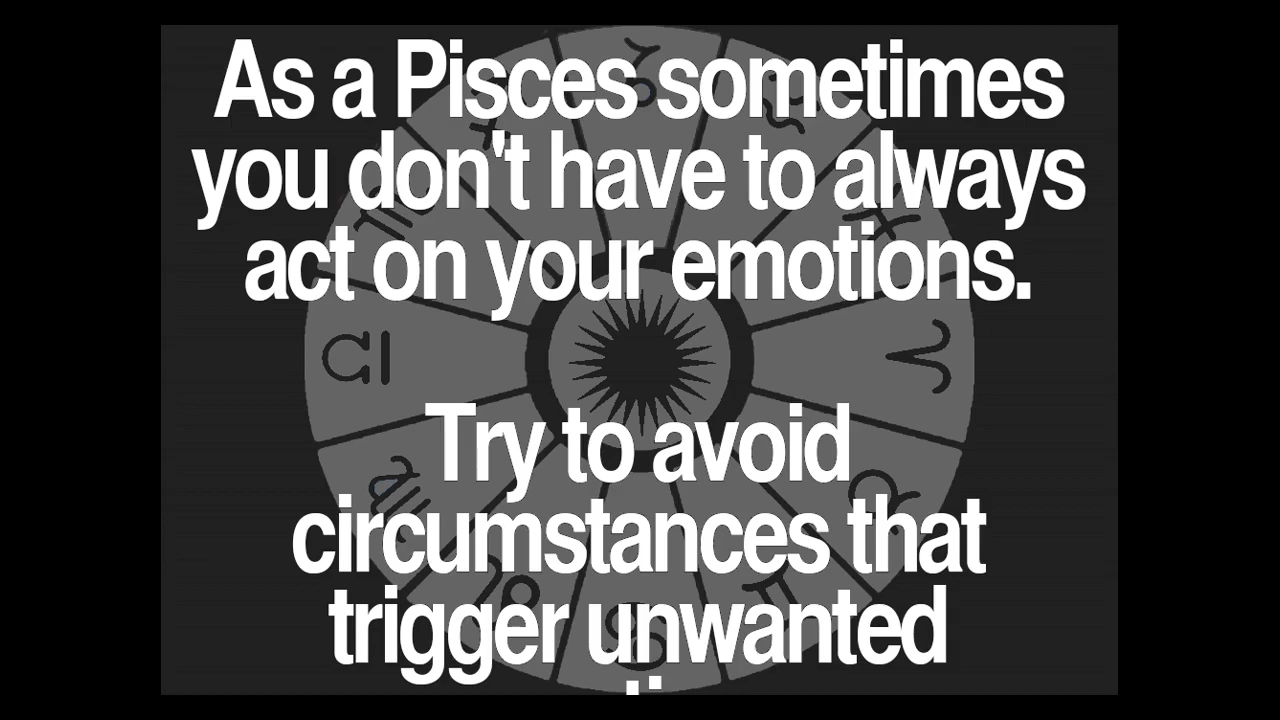 As a Pisces sometimes
you don't have to always
act on your emotions.
Try to avoid
circumstances that
trigger unwanted